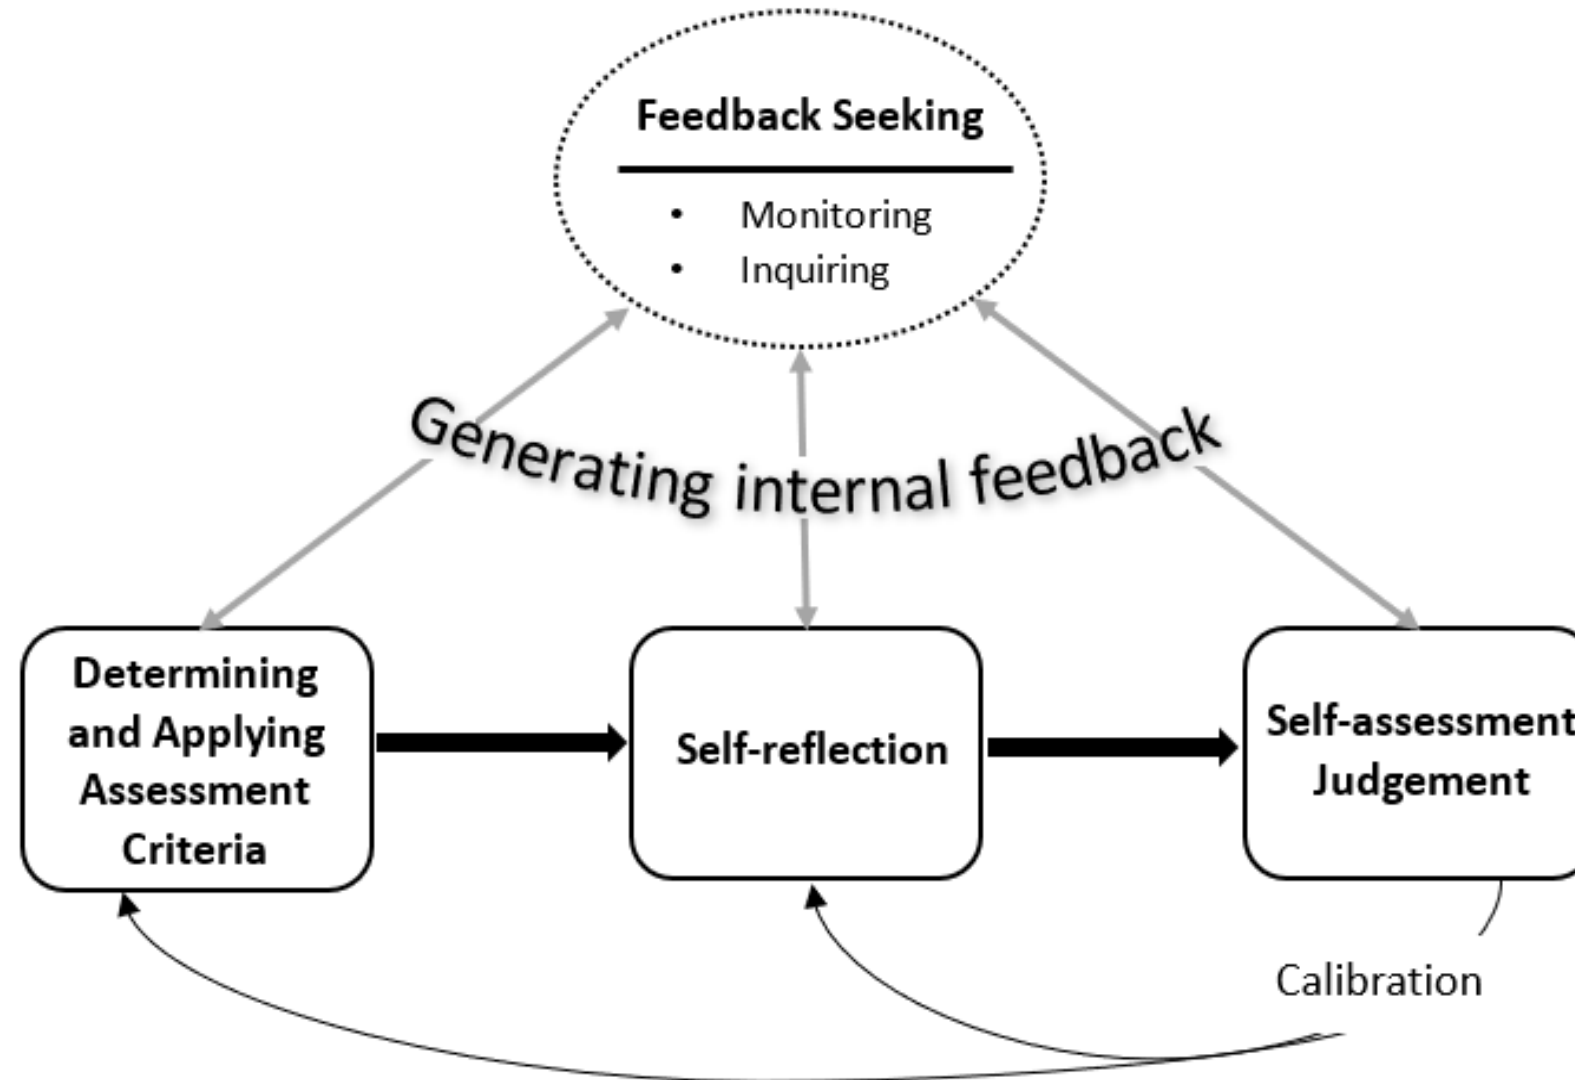 Feedback Seeking
• Monitoring
• Inquiring
Generating internal feedback
Determining
and Applying
Assessment
Criteria
Self-reflection
Self-assessment
Judgement
Calibration